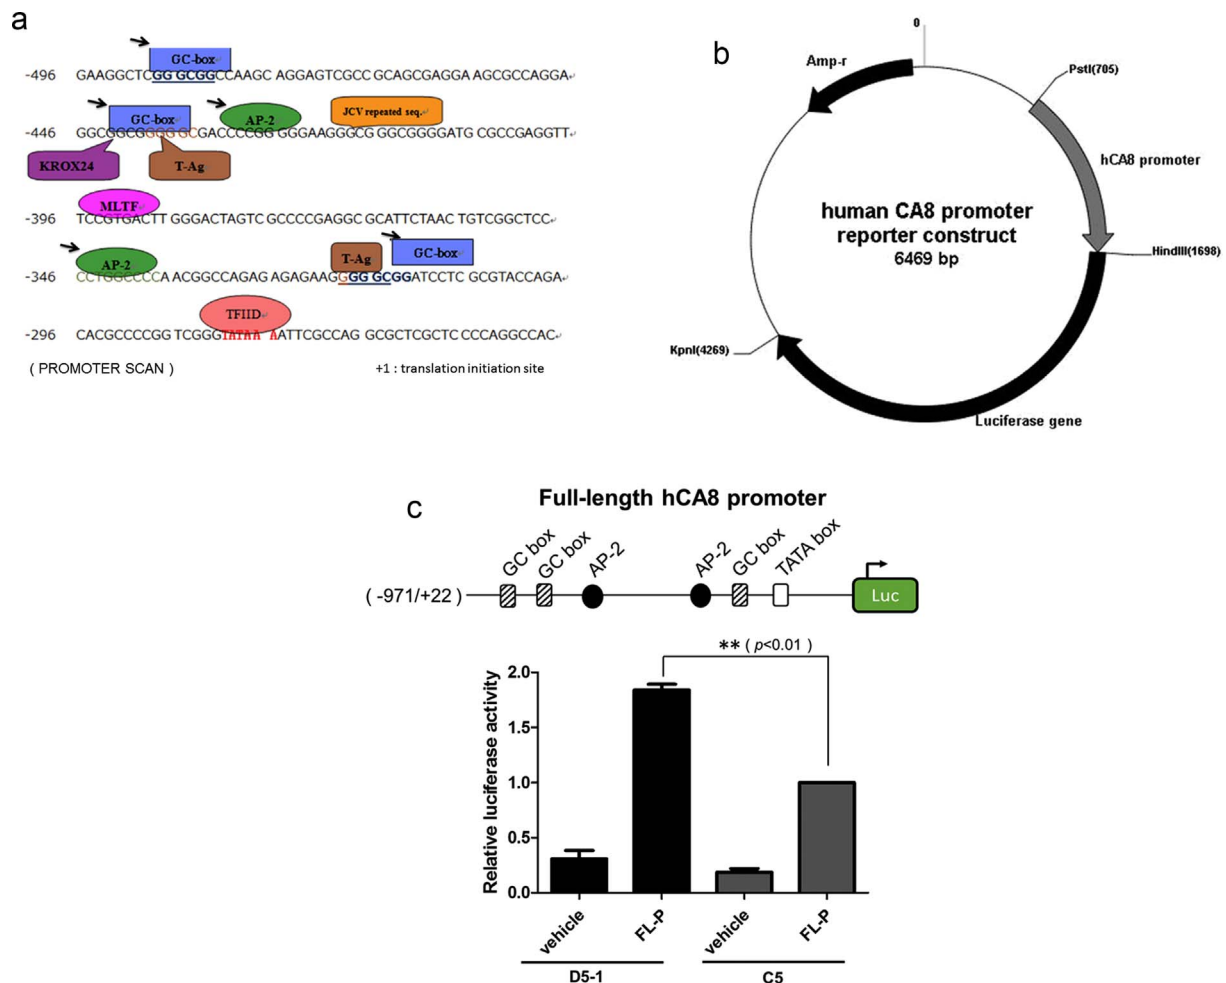 a
GC-box
-496 GAAGGCTCGGGCGGCCAAGC AGGAGTCGCC GCAGCGAGGA AGCGCCAGGA
GC-box AP-2 JCV repeated seq.
-446 GGCGGCGGGGGCGACCCCGG GGGAAGGGCG GGCGGGGATG CGCCGAGGTT
KROX24 T-Ag
MLTF
-396 TCCGTGACTT GGGACTAGTC GCCCCGAGGC GCATTCTAAC TGTCGGCTCC
AP-2 T-Ag GC-box
-346 CCTGGCCCCA ACGGCCAGAG AGAGAAGGGGGCGGATCCTC GCGTACCAGA
TFIID
-296 CACGCCCCGG TCGGGTATAA AATTCGCCAG GCGCTCGCTC CCCAGGCCAC
( PROMOTER SCAN ) +1 : translation initiation site
b
0
Amp-r
PstI(705)
hCA8 promoter
human CA8 promoter
reporter construct
6469 bp
HindIII(1698)
KpnI(4269)
Luciferase gene
c
Full-length hCA8 promoter
GC box GC box AP-2 AP-2 GC box TATA box
( -971/+22 ) Luc
** ( p<0.01 )
Relative luciferase activity
2.0
1.5
1.0
0.5
0.0
vehicle FL-P vehicle FL-P
D5-1 C5